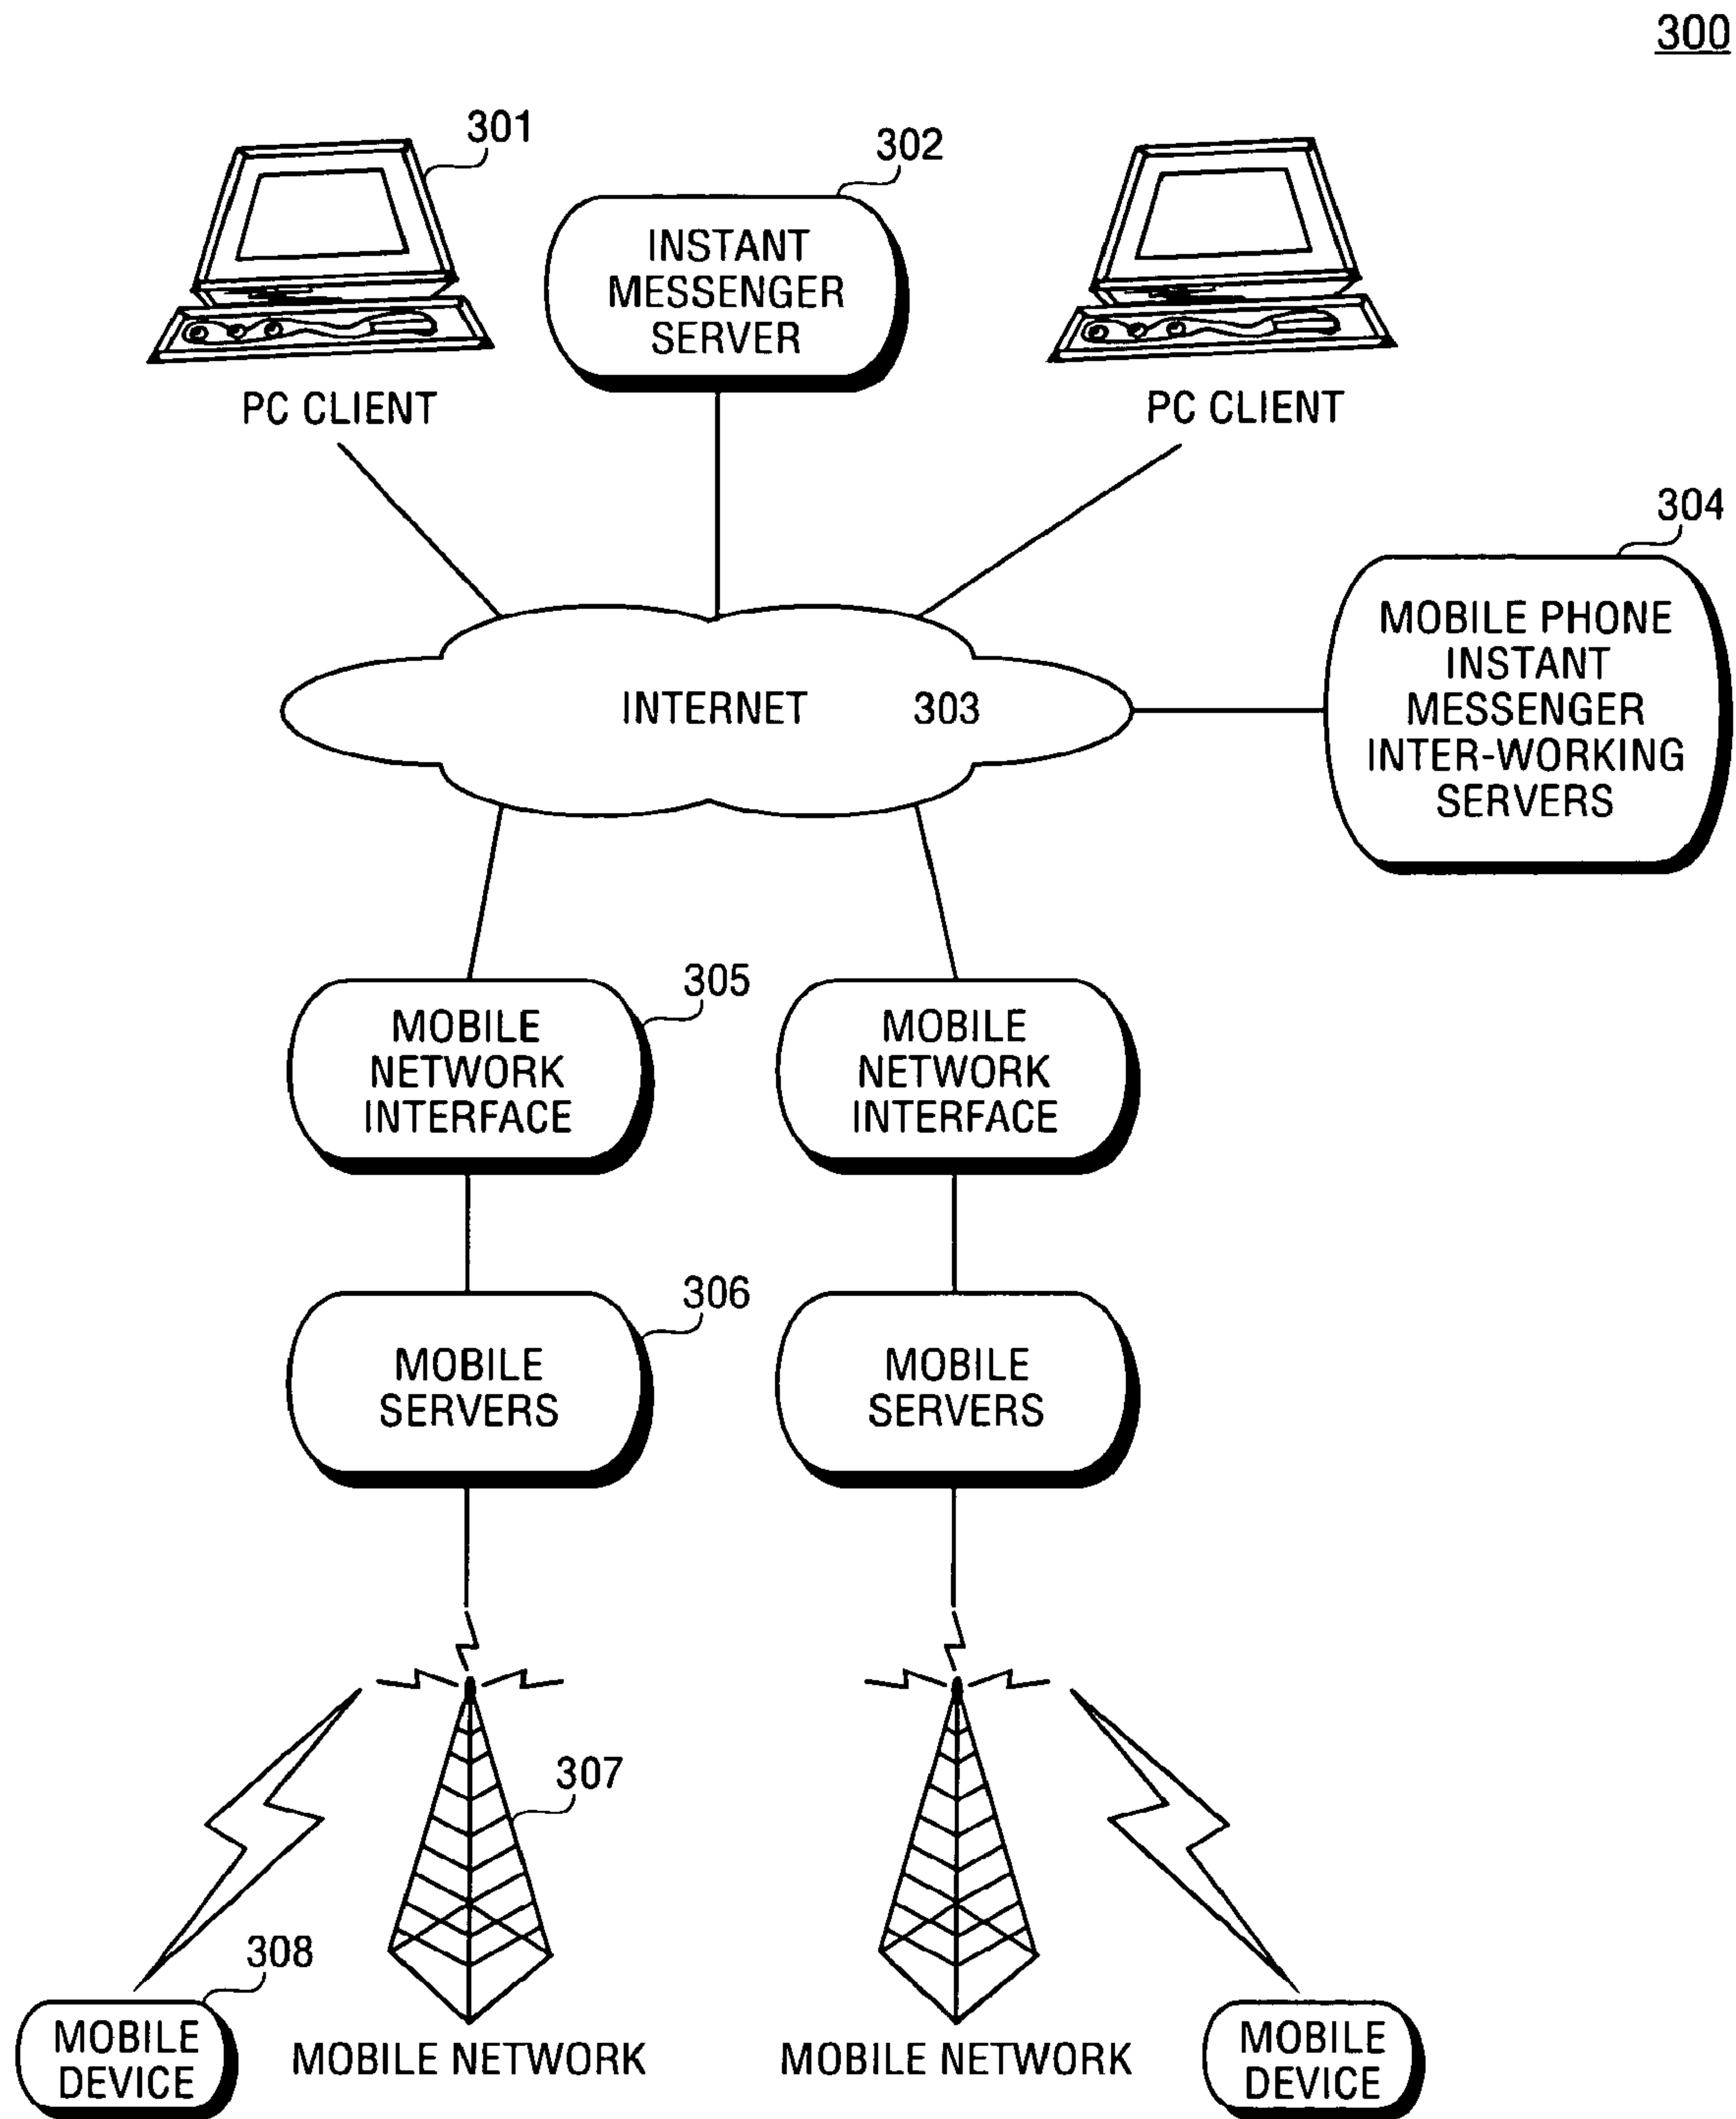 300
301
302
INSTANT
MESSENGER
SERVER
PC CLIENT
PC CLIENT
304
MOBILE PHONE
INSTANT
MESSENGER
INTER-WORKING
SERVERS
INTERNET 303
305
MOBILE
NETWORK
INTERFACE
MOBILE
NETWORK
INTERFACE
306
MOBILE
SERVERS
MOBILE
SERVERS
307
308
MOBILE
DEVICE
MOBILE NETWORK
MOBILE NETWORK
MOBILE
DEVICE